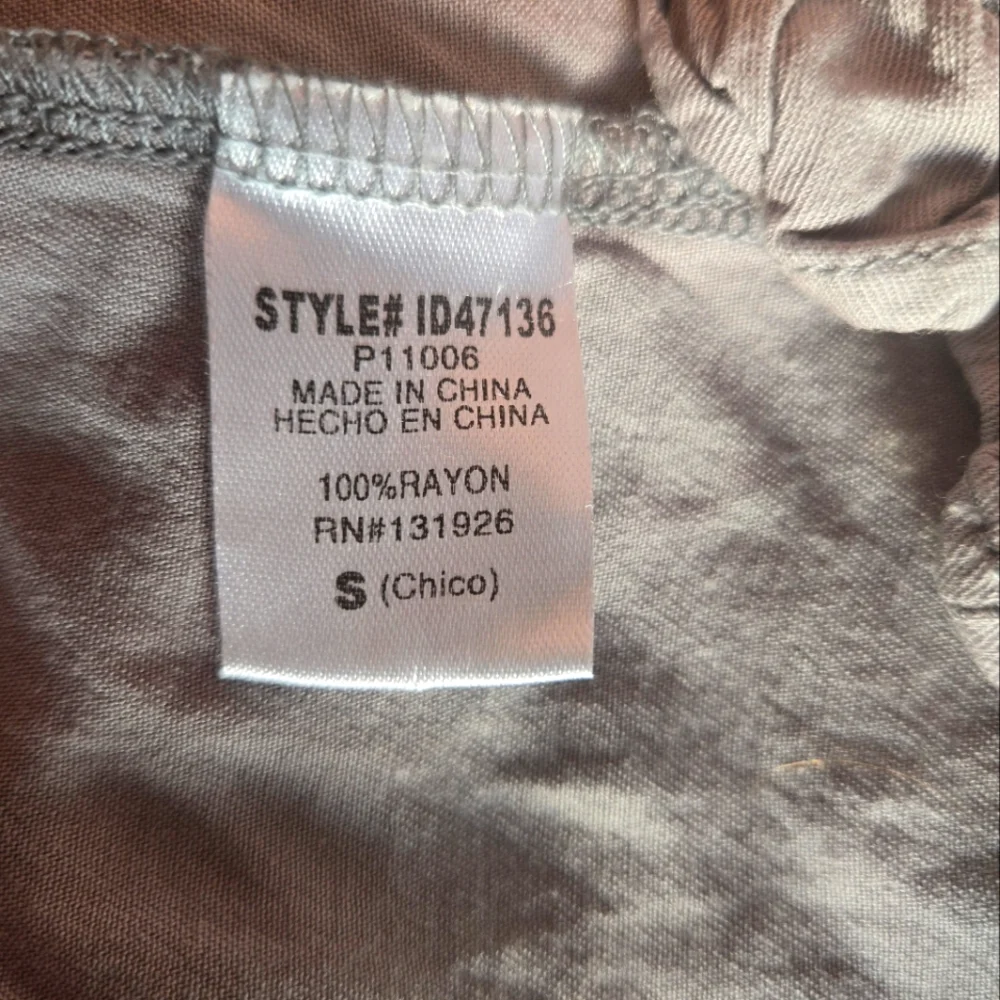 STYLE# ID47136
P11006
MADE IN CHINA
HECHO EN CHINA
100%RAYON
RN#131926
S (Chico)